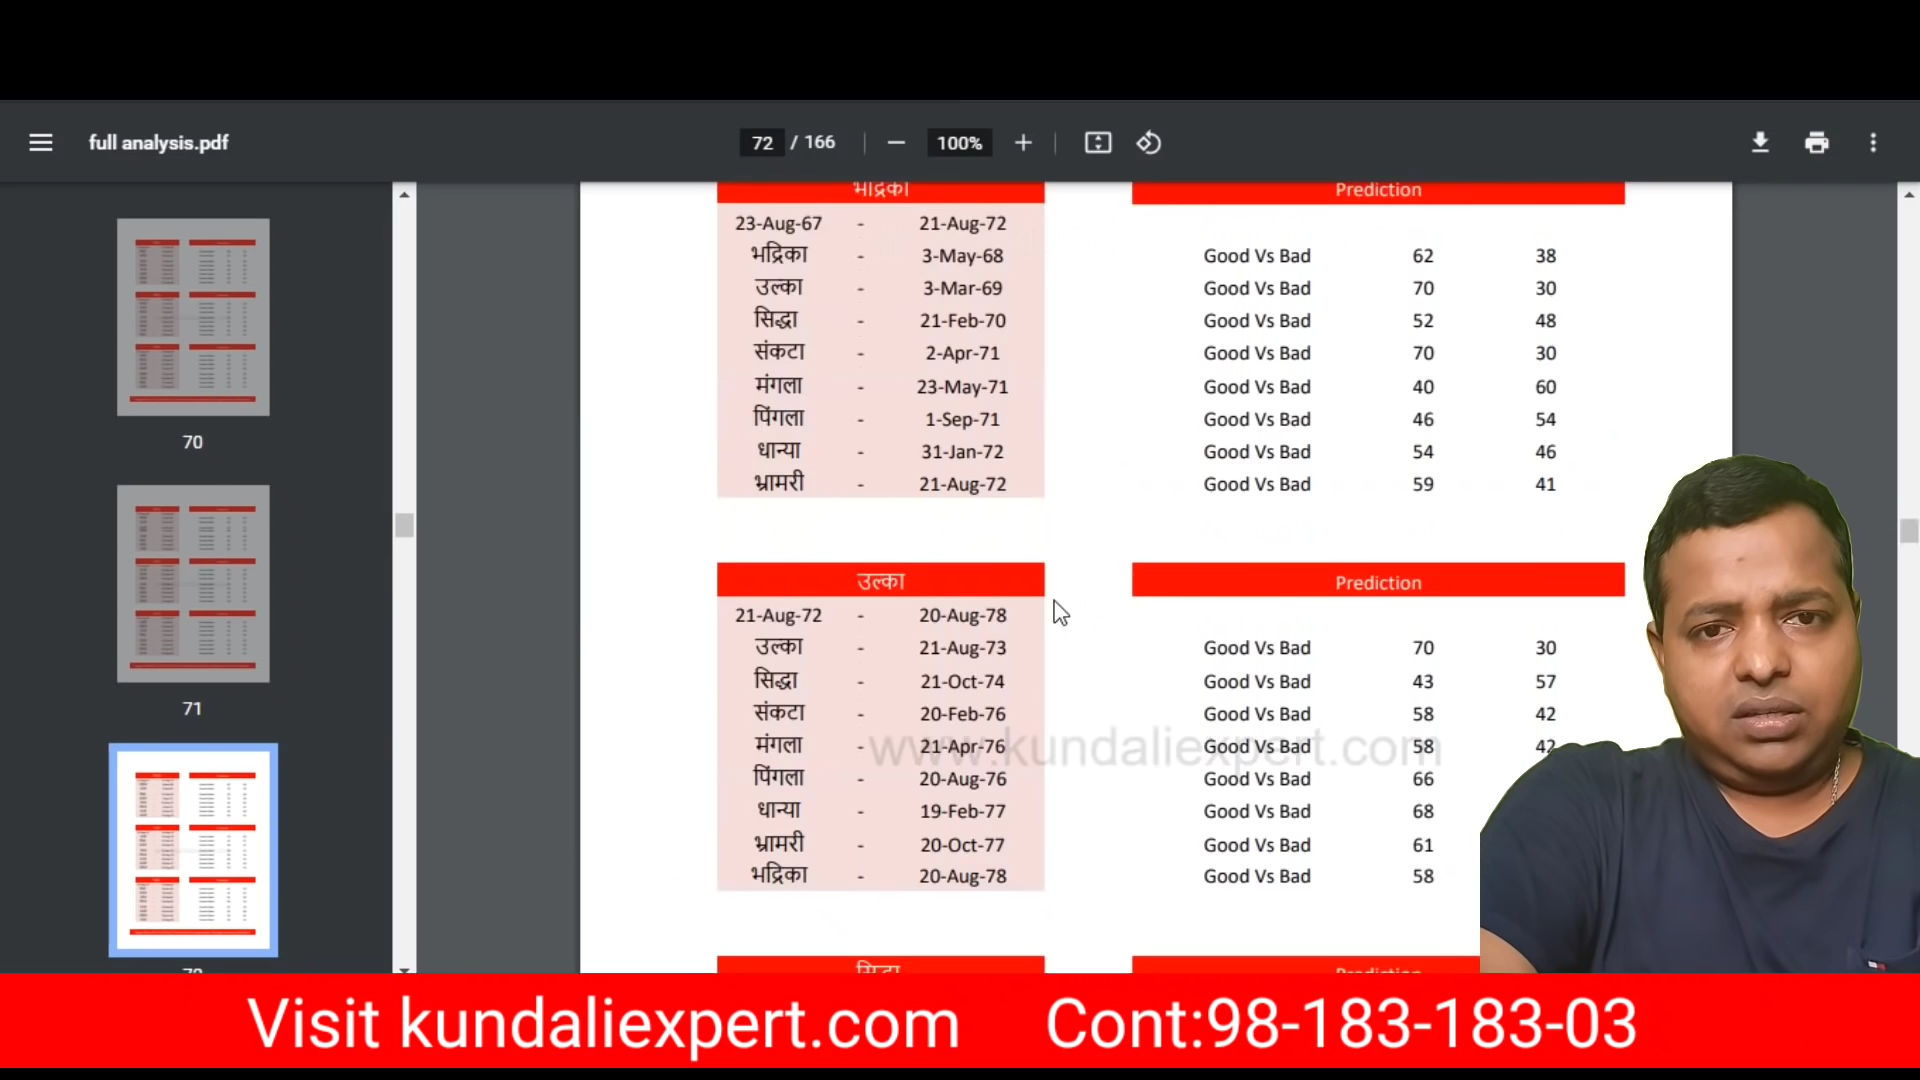 full analysis.pdf
72 / 166
100%
70
71
72
भद्रिका Prediction
23-Aug-67 - 21-Aug-72
भद्रिका - 3-May-68 Good Vs Bad 62 38
उल्का - 3-Mar-69 Good Vs Bad 70 30
सिद्धा - 21-Feb-70 Good Vs Bad 52 48
संकटा - 2-Apr-71 Good Vs Bad 70 30
मंगला - 23-May-71 Good Vs Bad 40 60
पिंगला - 1-Sep-71 Good Vs Bad 46 54
धान्या - 31-Jan-72 Good Vs Bad 54 46
भ्रामरी - 21-Aug-72 Good Vs Bad 59 41
उल्का Prediction
21-Aug-72 - 20-Aug-78
उल्का - 21-Aug-73 Good Vs Bad 70 30
सिद्धा - 21-Oct-74 Good Vs Bad 43 57
संकटा - 20-Feb-76 Good Vs Bad 58 42
मंगला - 21-Apr-76 Good Vs Bad 58 42
www.kundaliexpert.com
पिंगला - 20-Aug-76 Good Vs Bad 66
धान्या - 19-Feb-77 Good Vs Bad 68
भ्रामरी - 20-Oct-77 Good Vs Bad 61
भद्रिका - 20-Aug-78 Good Vs Bad 58
सिद्धा Prediction
Visit kundaliexpert.com Cont:98-183-183-03